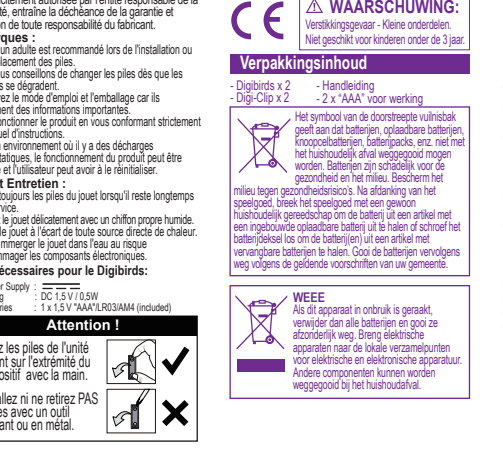 citement autorisée par l'entité responsable de la
té, entraîne la déchéance de la garantie et
on de toute responsabilité du fabricant.
rques :
un adulte est recommandé lors de l'installation ou
placement des piles.
us conseillons de changer les piles dès que les
s se dégradent.
ez le mode d'emploi et l'emballage car ils
nent des informations importantes.
onctionner le produit en vous conformant strictement
uel d'instructions.
n environnement où il y a des décharges
tatiques, le fonctionnement du produit peut être
é et l'utilisateur peut avoir à le réinitialiser.
t Entretien :
toujours les piles du jouet lorsqu'il reste longtemps
rvice.
t le jouet délicatement avec un chiffon propre humide.
le jouet à l'écart de toute source directe de chaleur.
mmerger le jouet dans l'eau au risque
mmager les composants électroniques.
écessaires pour le Digibirds:
er Supply :
g : DC 1,5 V / 0,5W
ries : 1 x 1,5 V "AAA"/LR03/AM4 (included)
Attention !
z les piles de l'unité
nt sur l'extrémité du
ositif avec la main.
allez ni ne retirez PAS
es avec un outil
ant ou en métal.
CE
⚠ WAARSCHUWING:
Verstikkingsgevaar - Kleine onderdelen.
Niet geschikt voor kinderen onder de 3 jaar.
Verpakkingsinhoud
- Digibirds x 2 - Handleiding
- Digi-Clip x 2 - 2 x “AAA” voor werking
Het symbool van de doorstreepte vuilnisbak
geeft aan dat batterijen, oplaadbare batterijen,
knoopcelbatterijen, batterijpacks, enz. niet met
het huishoudelijk afval weggegooid mogen
worden. Batterijen zijn schadelijk voor de
gezondheid en het milieu. Bescherm het
milieu tegen gezondheidsrisico's. Na afdanking van het
speelgoed, breek het speelgoed met een gewoon
huishoudelijk gereedschap om de batterij uit een artikel met
een ingebouwde oplaadbare batterij uit te halen of schroef het
batterijdeksel los om de batterij(en) uit een artikel met
vervangbare batterijen te halen. Gooi de batterijen vervolgens
weg volgens de geldende voorschriften van uw gemeente.
WEEE
Als dit apparaat in onbruik is geraakt,
verwijder dan alle batterijen en gooi ze
afzonderlijk weg. Breng elektrische
apparaten naar de lokale verzamelpunten
voor elektrische en elektronische apparatuur.
Andere componenten kunnen worden
weggegooid bij het huishoudafval.